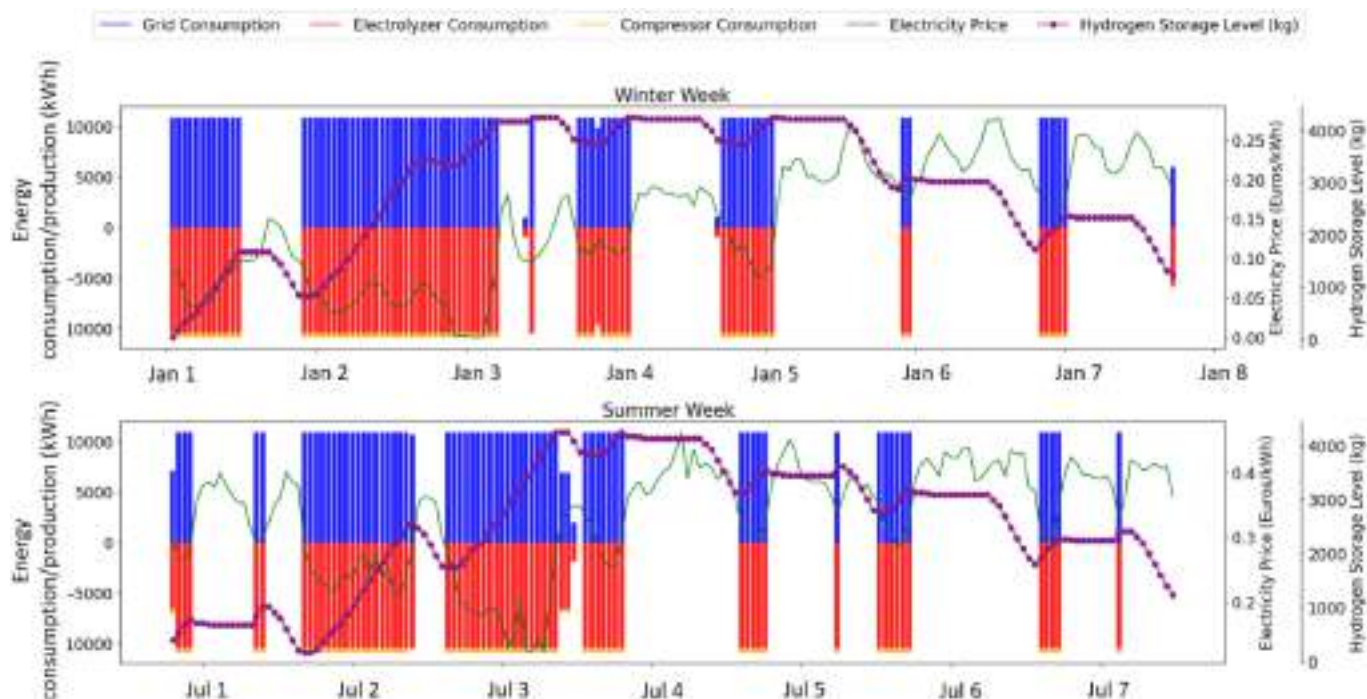 Grid Consumption Electrolyzer Consumption Compressor Consumption Electricity Price Hydrogen Storage Level (kg)
Winter Week
Energy
consumption/production (kWh)
10000
5000
0
−5000
10000
0.25
0.20
0.15
0.10
0.05
0.00
Electricity Price (Euros/kWh)
4000
3000
2000
1000
0
Hydrogen Storage Level (kg)
Jan 1 Jan 2 Jan 3 Jan 4 Jan 5 Jan 6 Jan 7 Jan 8
Summer Week
Energy
consumption/production (kWh)
10000
5000
0
−5000
10000
0.4
0.3
0.2
Electricity Price (Euros/kWh)
4000
3000
2000
1000
0
Hydrogen Storage Level (kg)
Jul 1 Jul 2 Jul 3 Jul 4 Jul 5 Jul 6 Jul 7